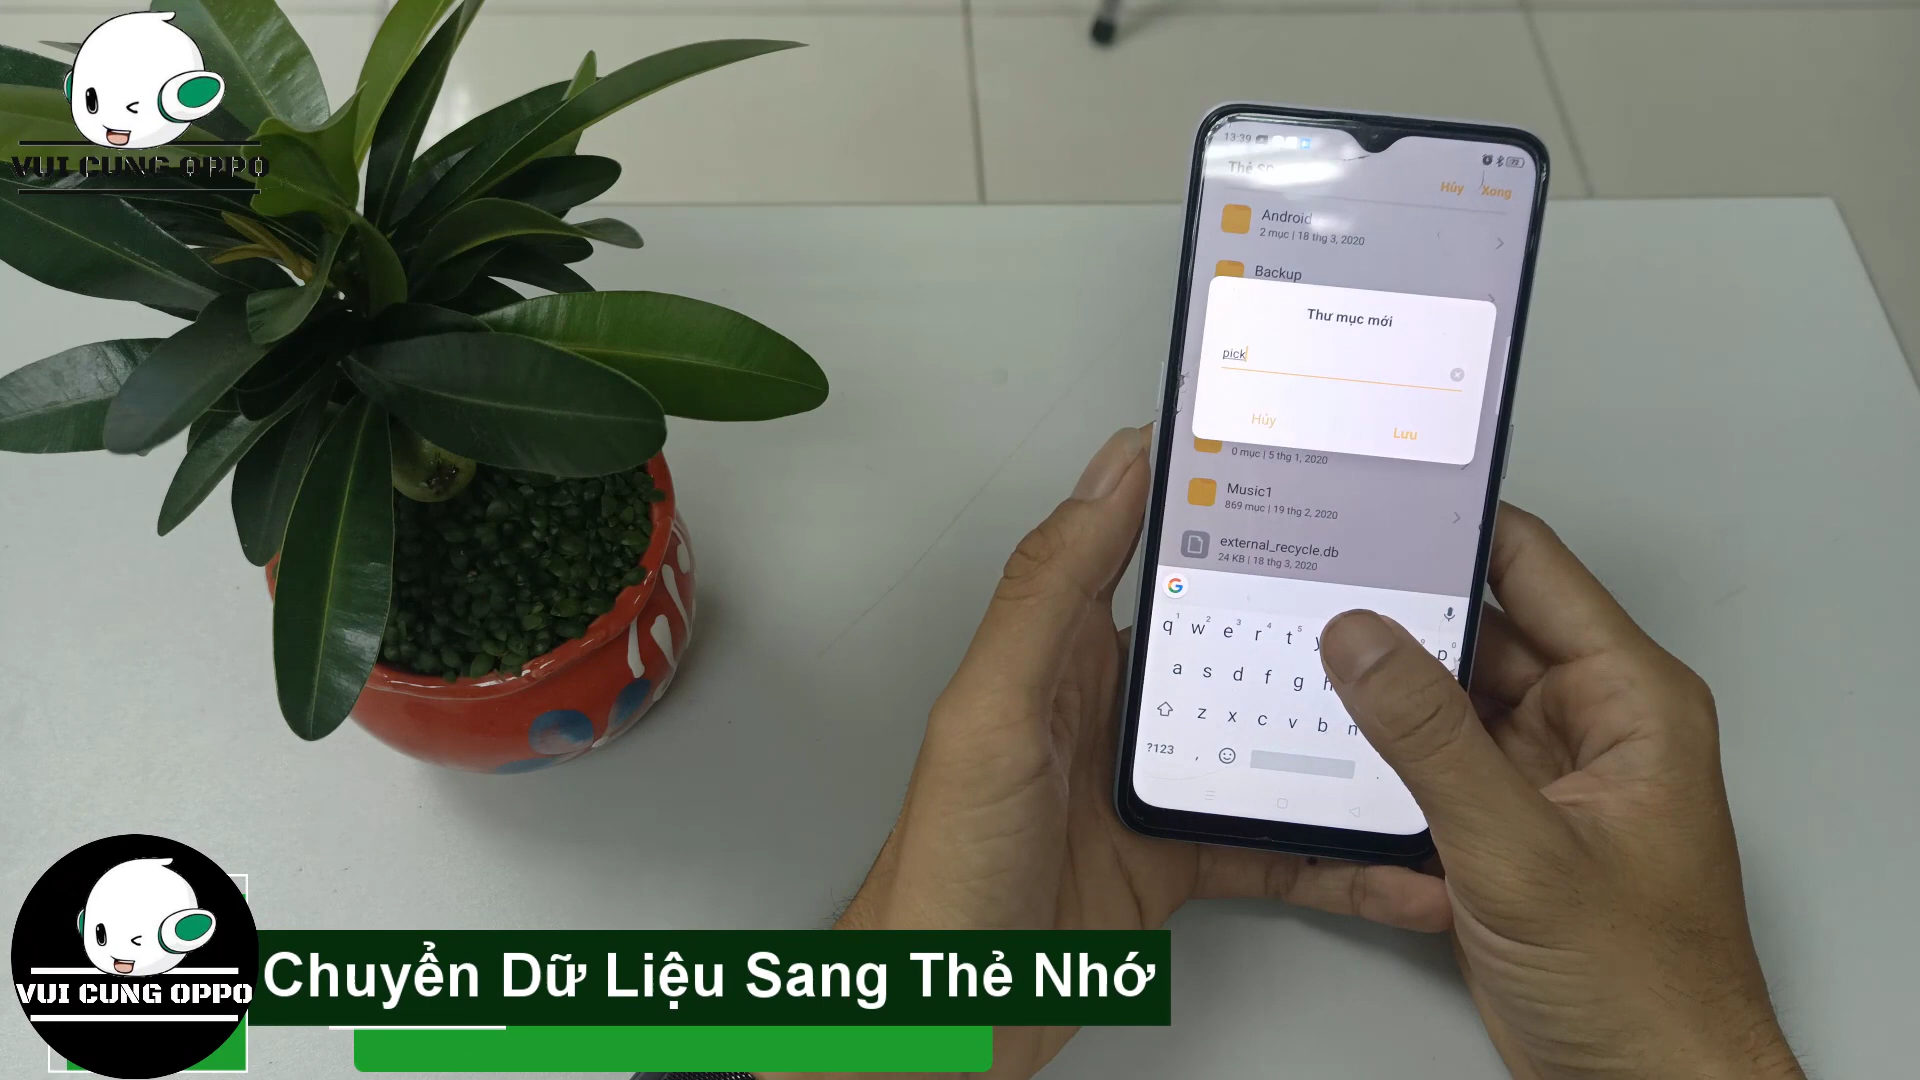 VUI CUNG OPPO
13:39
Thẻ SD
Hủy Xong
Android
2 mục | 18 thg 3, 2020
Backup
Thư mục mới
pick
Hủy Lưu
0 mục | 5 thg 1, 2020
Music1
869 mục | 19 thg 2, 2020
external_recycle.db
24 KB | 18 thg 3, 2020
q w e r t p
a s d f g h
z x c v b n
?123 , .
VUI CUNG OPPO
Chuyển Dữ Liệu Sang Thẻ Nhớ